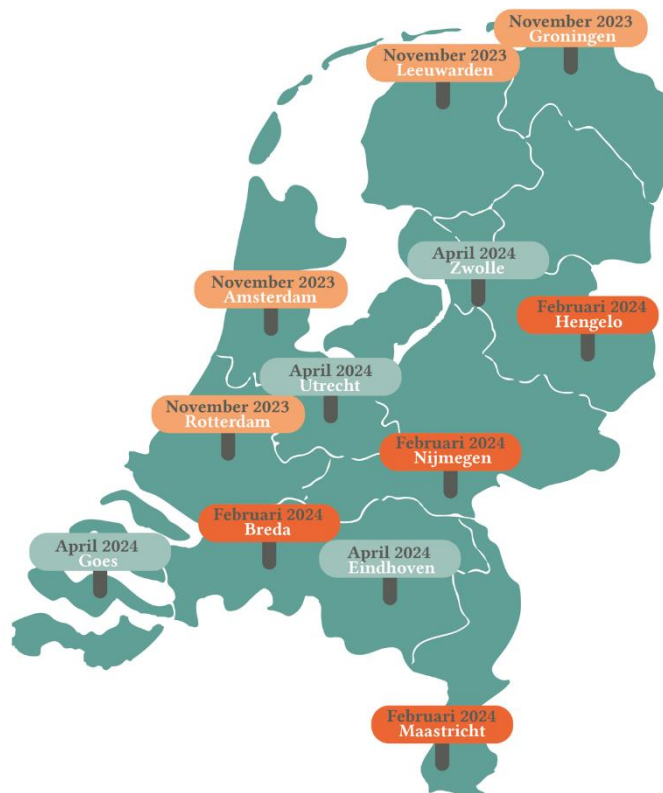 November 2023
Groningen
November 2023
Leeuwarden
April 2024
Zwolle
November 2023
Amsterdam
Februari 2024
Hengelo
April 2024
Utrecht
November 2023
Rotterdam
Februari 2024
Nijmegen
Februari 2024
Breda
April 2024
Goes
April 2024
Eindhoven
Februari 2024
Maastricht